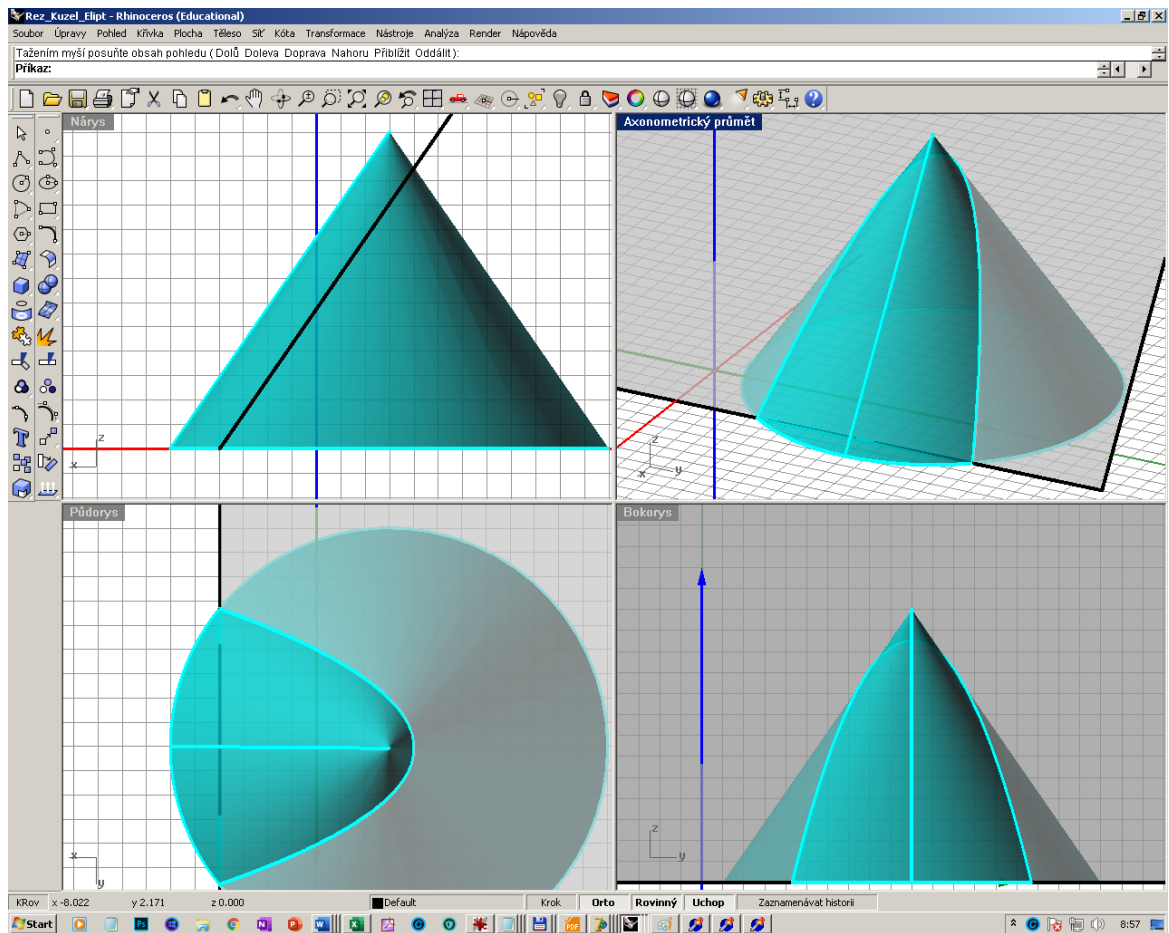 Rez_Kuzel_Elipt - Rhinoceros (Educational)
Soubor Úpravy Pohled Křivka Plocha Těleso Síť Kóta Transformace Nástroje Analýza Render Nápověda
Tažením myší posuňte obsah pohledu ( Dolů Doleva Doprava Nahoru Přiblížit Oddálit ):
Příkaz:
Nárys
Axonometrický průmět
z
x
z
x
y
Půdorys
Bokorys
x
y
z
y
KRov x -8.022 y 2.171 z 0.000 Default Krok Orto Rovinný Uchop Zaznamenávat historii
Start 8:57